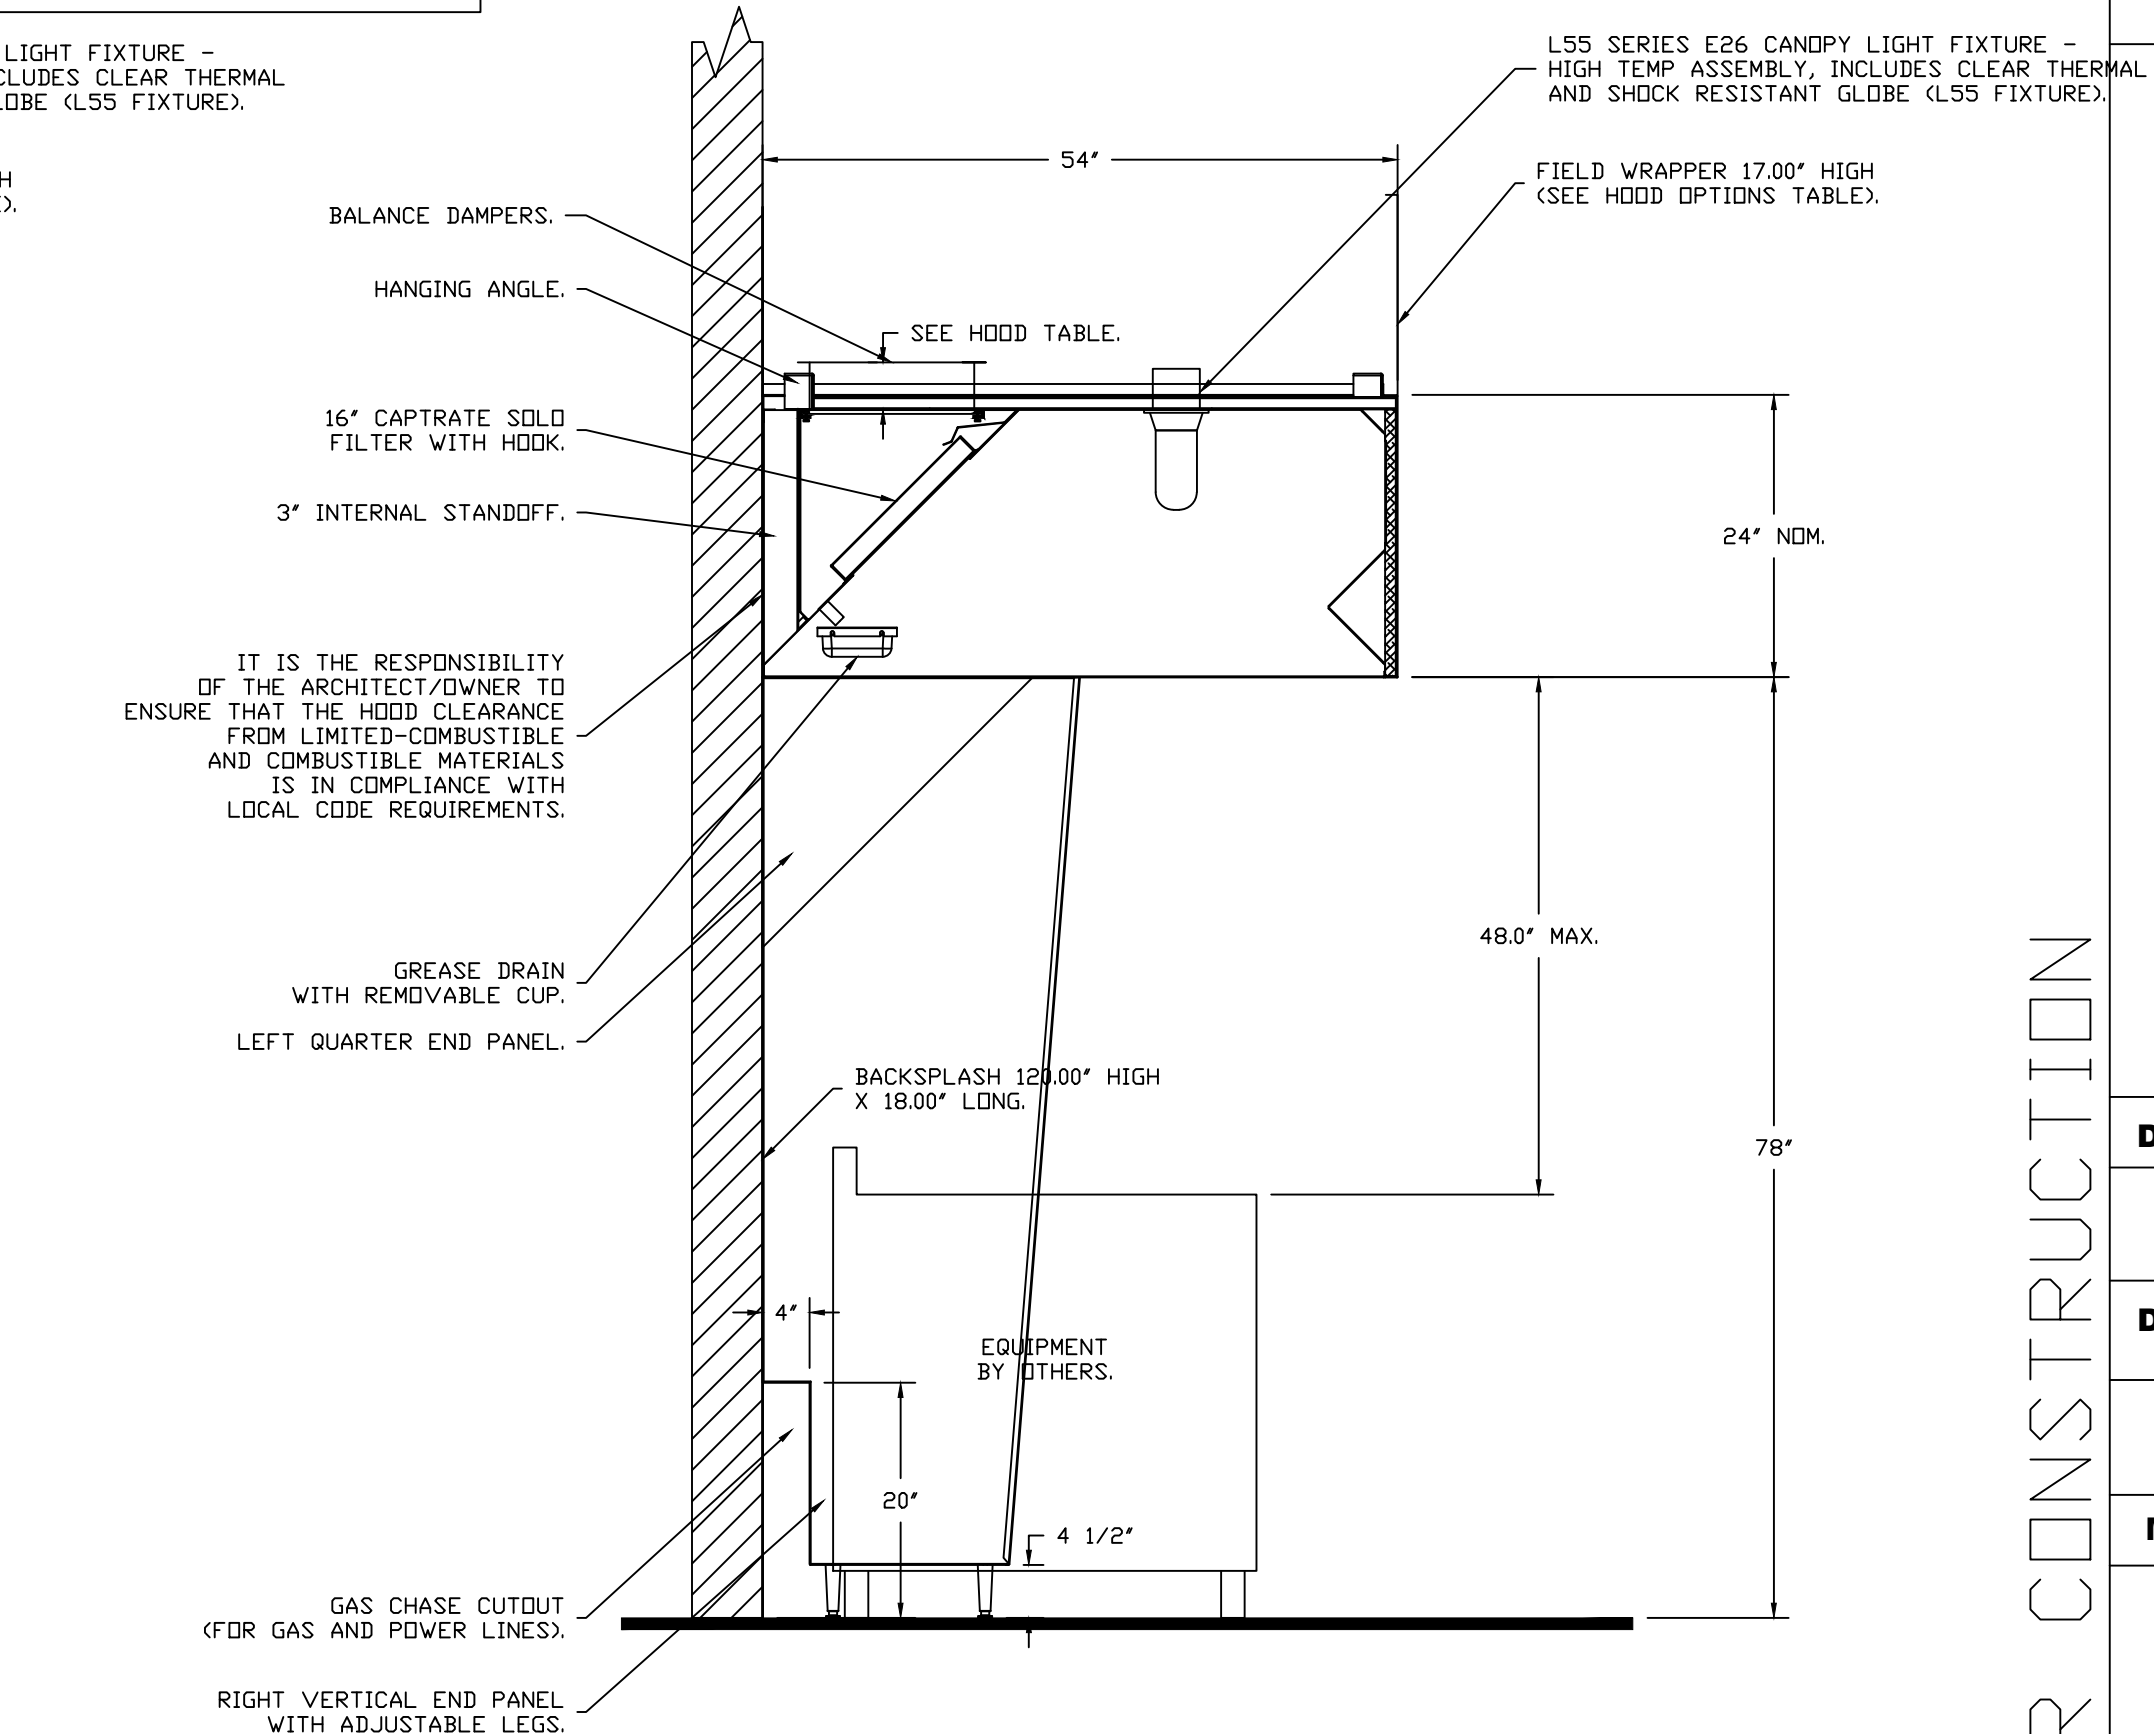 LIGHT FIXTURE -
CLUDES CLEAR THERMAL
LOBE (L55 FIXTURE).
H
).
L55 SERIES E26 CANOPY LIGHT FIXTURE -
HIGH TEMP ASSEMBLY, INCLUDES CLEAR THERMAL
AND SHOCK RESISTANT GLOBE (L55 FIXTURE).
54"
FIELD WRAPPER 17.00" HIGH
(SEE HOOD OPTIONS TABLE).
BALANCE DAMPERS.
HANGING ANGLE.
SEE HOOD TABLE.
16" CAPTRATE SOLO
FILTER WITH HOOK.
3" INTERNAL STANDOFF.
24" NOM.
IT IS THE RESPONSIBILITY
OF THE ARCHITECT/OWNER TO
ENSURE THAT THE HOOD CLEARANCE
FROM LIMITED-COMBUSTIBLE
AND COMBUSTIBLE MATERIALS
IS IN COMPLIANCE WITH
LOCAL CODE REQUIREMENTS.
48.0" MAX.
GREASE DRAIN
WITH REMOVABLE CUP.
LEFT QUARTER END PANEL.
BACKSPLASH 120.00" HIGH
X 18.00" LONG.
78"
4"
EQUIPMENT
BY OTHERS.
20"
4 1/2"
GAS CHASE CUTOUT
(FOR GAS AND POWER LINES).
RIGHT VERTICAL END PANEL
WITH ADJUSTABLE LEGS.
R CONSTRUCTION
D
D